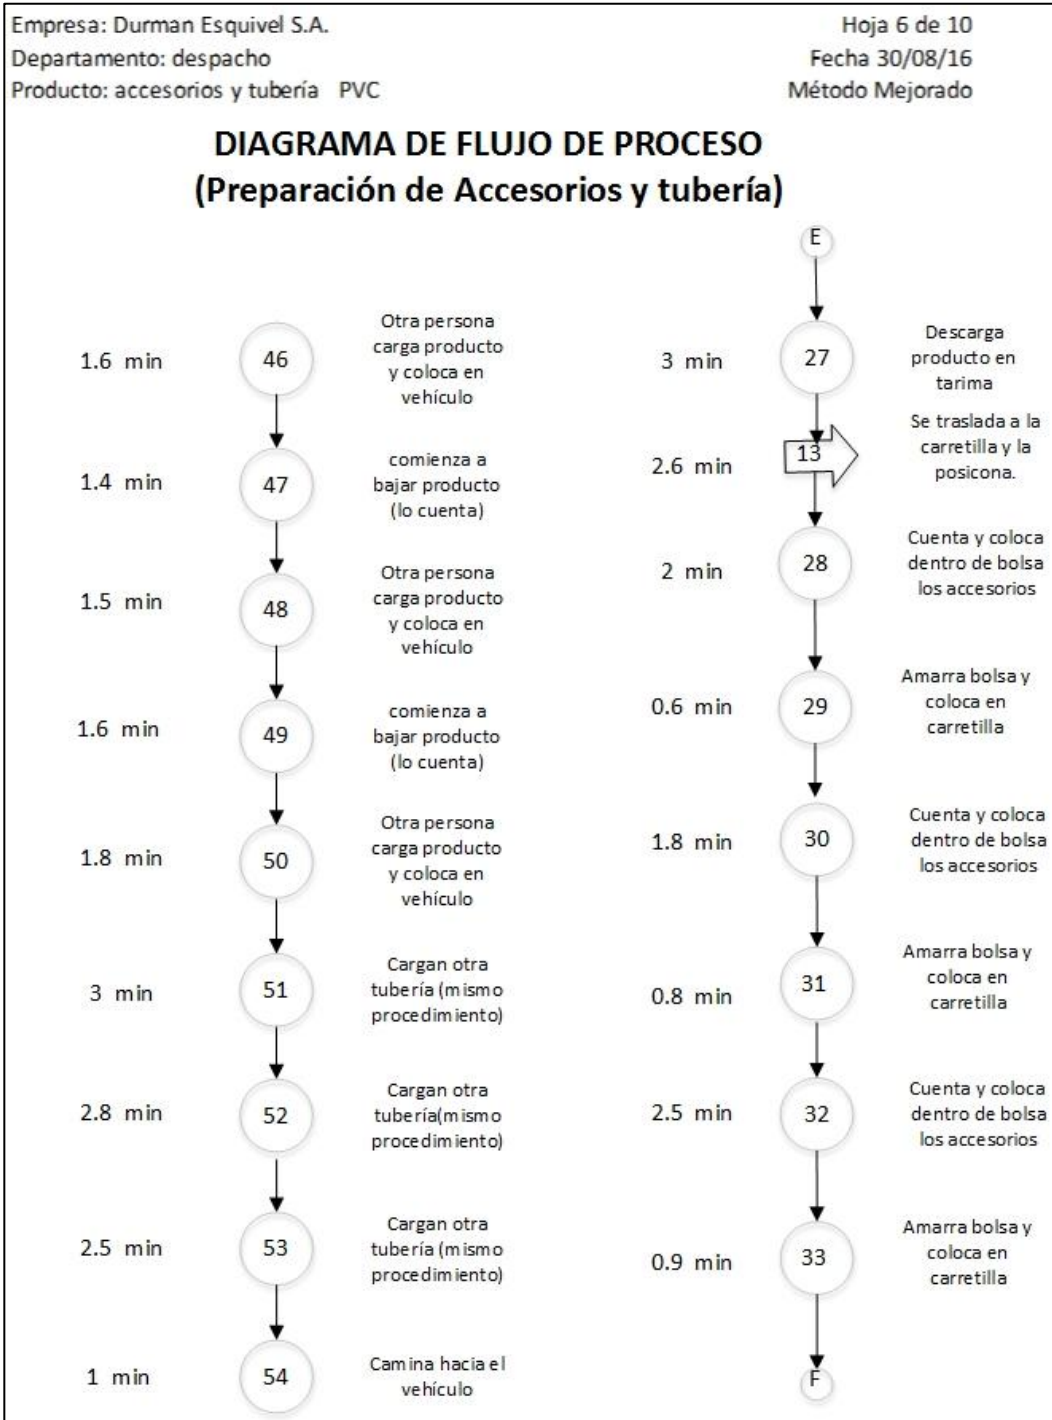 Empresa: Durman Esquivel S.A.
Hoja 6 de 10
Departamento: despacho
Fecha 30/08/16
Producto: accesorios y tubería PVC
Método Mejorado
DIAGRAMA DE FLUJO DE PROCESO
(Preparación de Accesorios y tubería)
1.6 min
46
Otra persona
carga producto
y coloca en
vehículo
1.4 min
47
comienza a
bajar producto
(lo cuenta)
1.5 min
48
Otra persona
carga producto
y coloca en
vehículo
1.6 min
49
comienza a
bajar producto
(lo cuenta)
1.8 min
50
Otra persona
carga producto
y coloca en
vehículo
3 min
51
Cargan otra
tubería (mismo
procedimiento)
2.8 min
52
Cargan otra
tubería(mismo
procedimiento)
2.5 min
53
Cargan otra
tubería (mismo
procedimiento)
1 min
54
Camina hacia el
vehículo
E
3 min
27
Descarga
producto en
tarima
2.6 min
13
Se traslada a la
carretilla y la
posicona.
2 min
28
Cuenta y coloca
dentro de bolsa
los accesorios
0.6 min
29
Amarra bolsa y
coloca en
carretilla
1.8 min
30
Cuenta y coloca
dentro de bolsa
los accesorios
0.8 min
31
Amarra bolsa y
coloca en
carretilla
2.5 min
32
Cuenta y coloca
dentro de bolsa
los accesorios
0.9 min
33
Amarra bolsa y
coloca en
carretilla
F